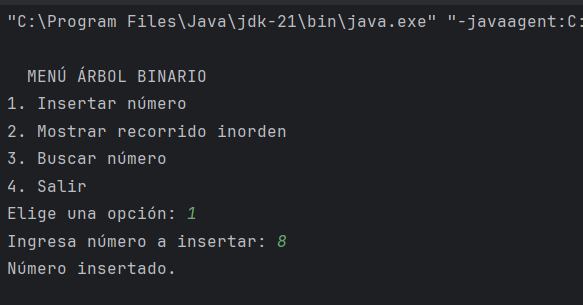 "C:\Program Files\Java\jdk-21\bin\java.exe" "-javaagent:C:
MENÚ ÁRBOL BINARIO
1. Insertar número
2. Mostrar recorrido inorden
3. Buscar número
4. Salir
Elige una opción: 1
Ingresa número a insertar: 8
Número insertado.